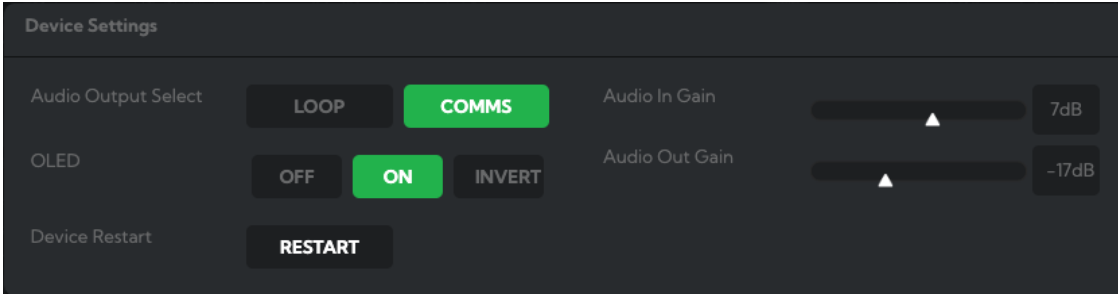 Device Settings
Audio Output Select LOOP COMMS
OLED OFF ON INVERT
Device Restart RESTART
Audio In Gain 7dB
Audio Out Gain -17dB